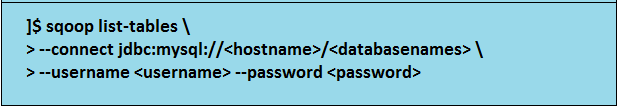 ]$ sqoop list-tables \
> --connect jdbc:mysql://<hostname>/<databasenames> \
> --username <username> --password <password>